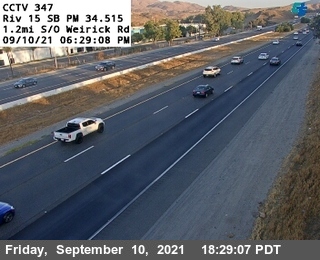 CCTV 347
Riv 15 SB PM 34.515
1.2mi S/O Weirick Rd
09/10/21 06:29:08 PM
Friday, September 10, 2021 18:29:07 PDT